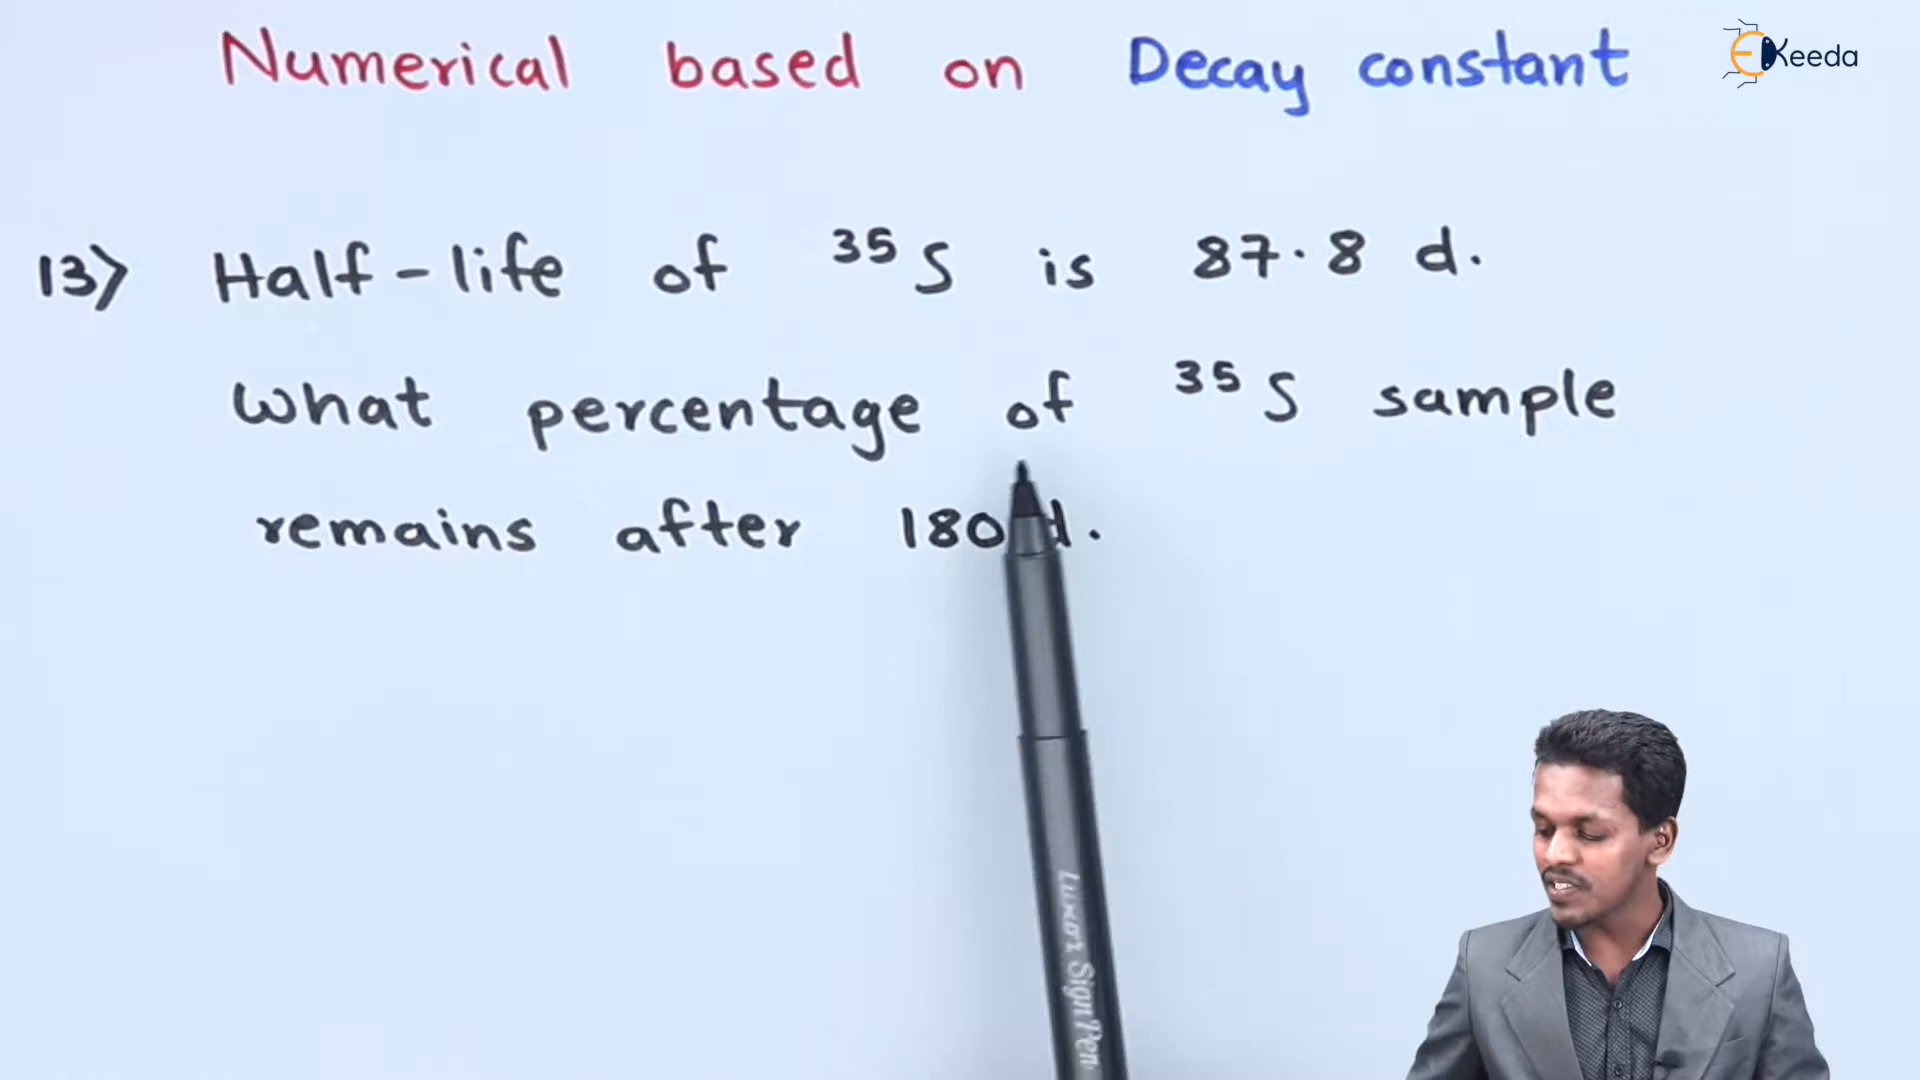 Numerical based on Decay constant
EKeeda
13) Half-life of ³⁵S is 87.8 d.
What percentage of ³⁵S sample
remains after 180 d.
Luxor Sign Pen